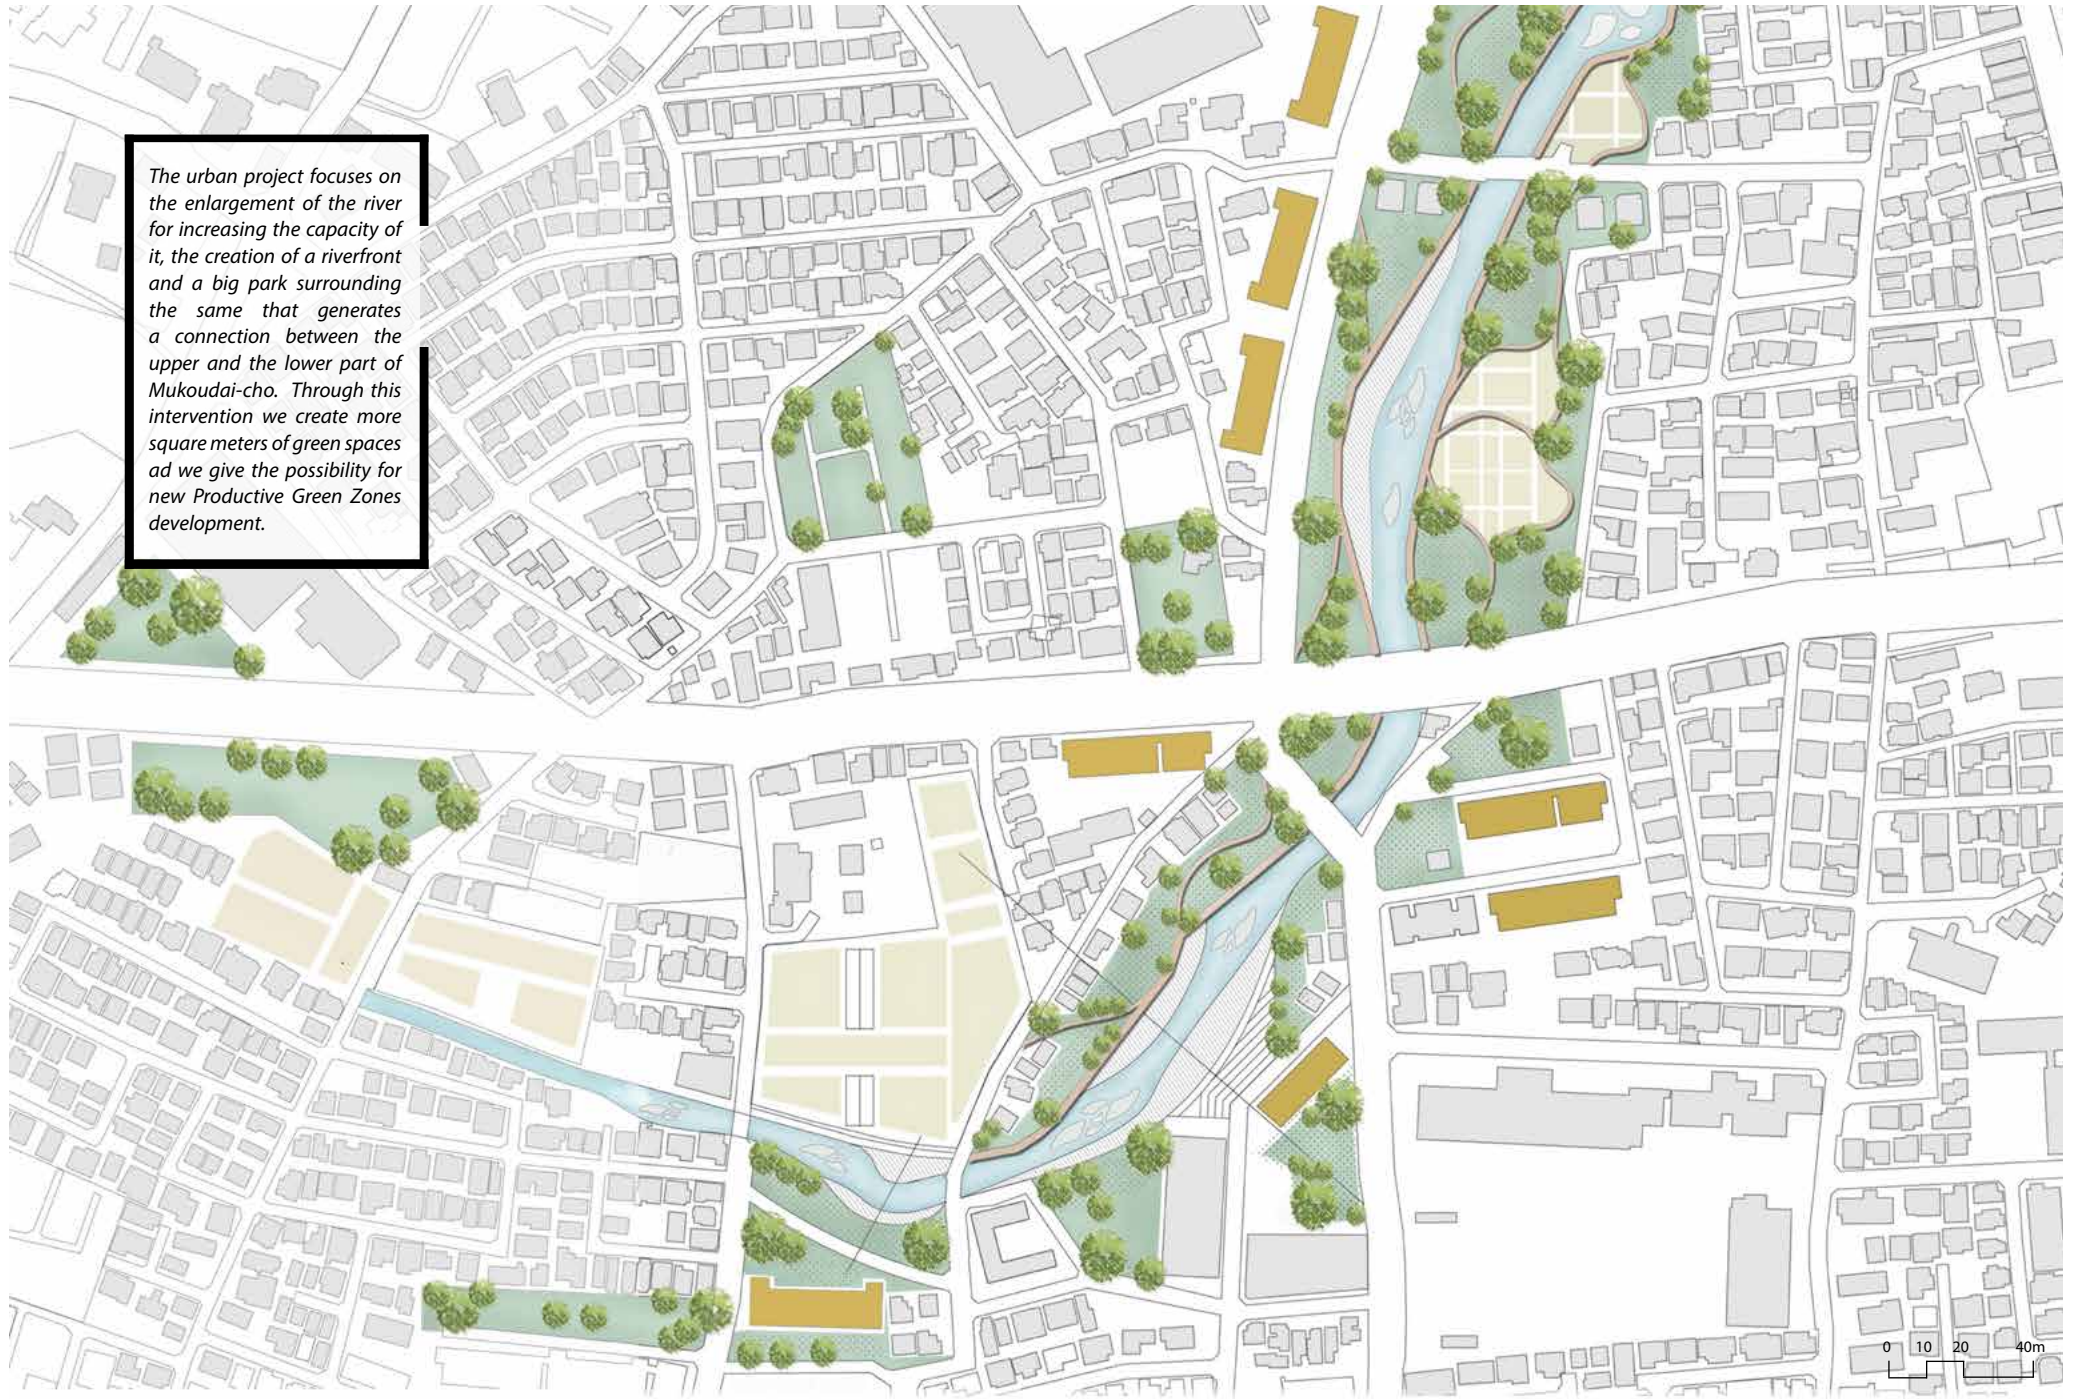 The urban project focuses on
the enlargement of the river
for increasing the capacity of
it, the creation of a riverfront
and a big park surrounding
the same that generates
a connection between the
upper and the lower part of
Mukoudai-cho. Through this
intervention we create more
square meters of green spaces
ad we give the possibility for
new Productive Green Zones
development.
0 10 20 40m